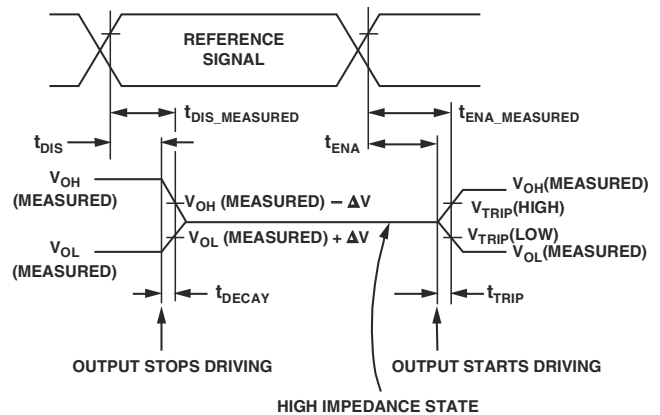 REFERENCE
SIGNAL
tDIS_MEASURED
tENA_MEASURED
tDIS
tENA
VOH
(MEASURED)
VOH (MEASURED) – ΔV
VOH(MEASURED)
VTRIP(HIGH)
VOL
(MEASURED)
VOL (MEASURED) + ΔV
VTRIP(LOW)
VOL(MEASURED)
tDECAY
tTRIP
OUTPUT STOPS DRIVING
OUTPUT STARTS DRIVING
HIGH IMPEDANCE STATE